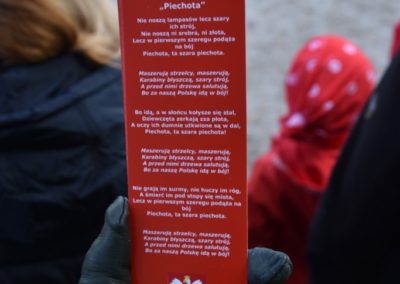 „Piechota”
Nie noszą lampasów lecz szary
ich strój,
Nie noszą ni srebra, ni złota,
Lecz w pierwszym szeregu podąża
na bój
Piechota, ta szara piechota.
Maszerują strzelcy, maszerują,
Karabiny błyszczą, szary strój,
A przed nimi drzewa salutują,
Bo za naszą Polskę idą w bój!
Bo idą, a w słońcu kołysze się stal,
Dziewczęta zerkają zza płota,
A oczy ich dumnie utkwione są w dal,
Piechota, ta szara piechota!
Maszerują strzelcy, maszerują,
Karabiny błyszczą, szary strój,
A przed nimi drzewa salutują,
Bo za naszą Polskę idą w bój!
Nie grają im surmy, nie huczy im róg,
A śmierć im pod stopy się miota,
Lecz w pierwszym szeregu podąża na
bój
Piechota, ta szara piechota.
Maszerują strzelcy, maszerują,
Karabiny błyszczą, szary strój,
A przed nimi drzewa salutują,
Bo za naszą Polskę idą w bój!